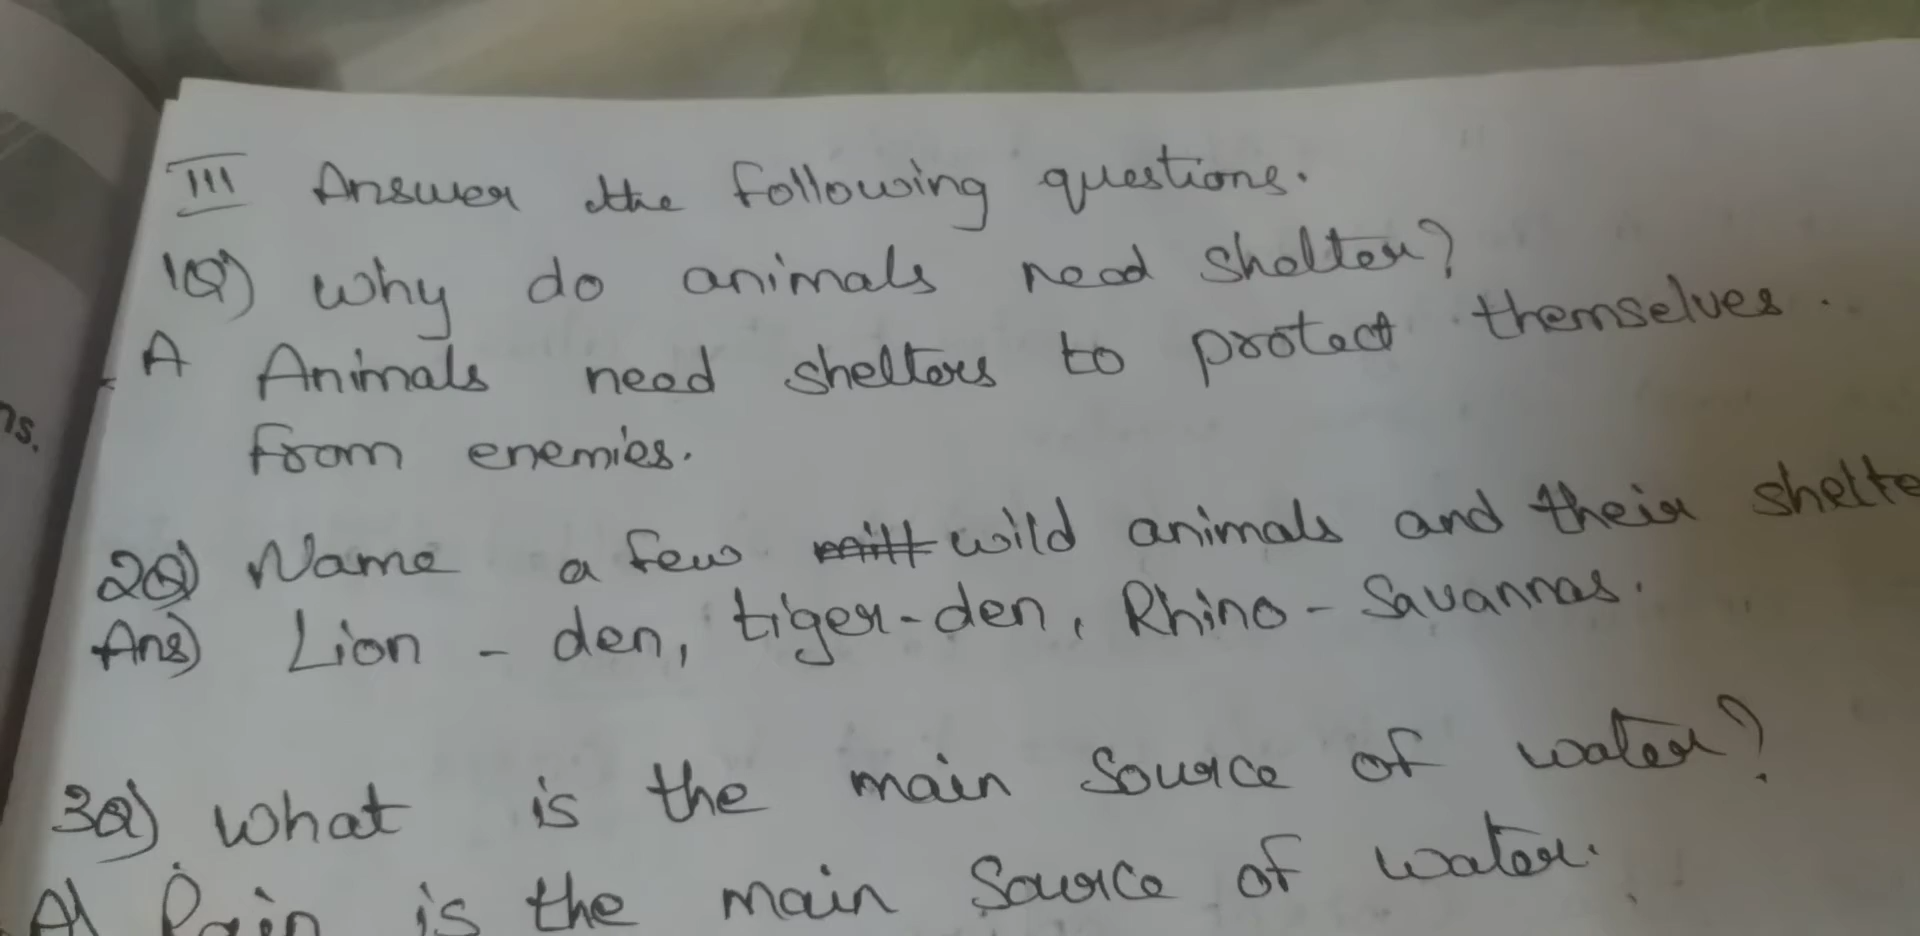 ns.
III Answer the following questions.
1Q) Why do animals need shelter?
A Animals need shelters to protect themselves.
from enemies.
2Q) Name a few wild animals and their shelte
Ans) Lion - den, tiger-den, Rhino - Savannas.
3Q) What is the main source of water?
A) Rain is the main source of water.